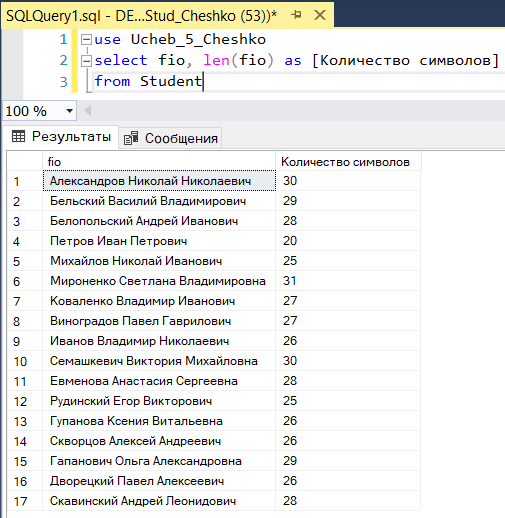 SQLQuery1.sql - DE...Stud_Cheshko (53))*
1 use Ucheb_5_Cheshko
2 select fio, len(fio) as [Количество символов]
3 from Student
100 %
Результаты Сообщения
fio Количество символов
1 Александров Николай Николаевич 30
2 Бельский Василий Владимирович 29
3 Белопольский Андрей Иванович 28
4 Петров Иван Петрович 20
5 Михайлов Николай Иванович 25
6 Мироненко Светлана Владимировна 31
7 Коваленко Владимир Иванович 27
8 Виноградов Павел Гаврилович 27
9 Иванов Владимир Николаевич 26
10 Семашкевич Виктория Михайловна 30
11 Евменова Анастасия Сергеевна 28
12 Рудинский Егор Викторович 25
13 Гупанова Ксения Витальевна 26
14 Скворцов Алексей Андреевич 26
15 Гапанович Ольга Александровна 29
16 Дворецкий Павел Алексеевич 26
17 Скавинский Андрей Леонидович 28